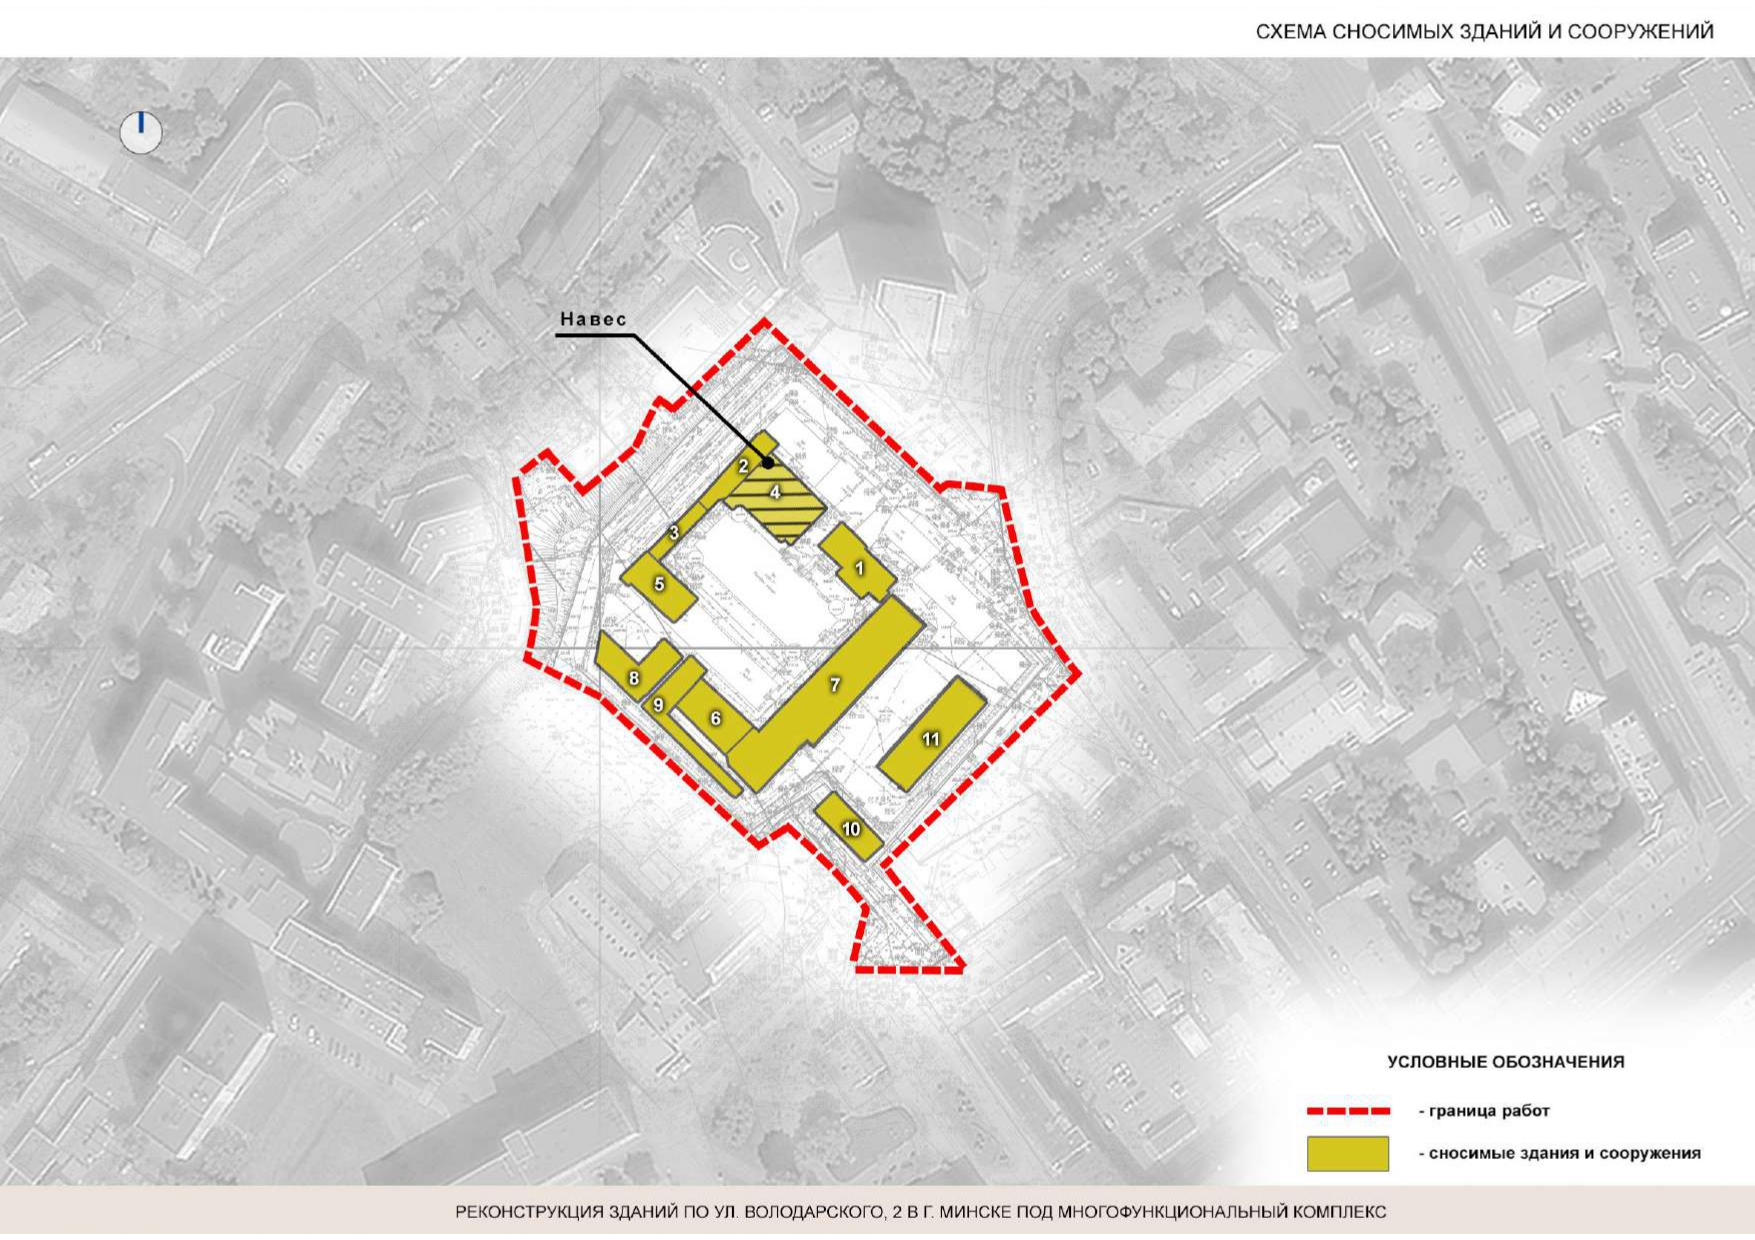 СХЕМА СНОСИМЫХ ЗДАНИЙ И СООРУЖЕНИЙ
Навес
2
4
3
1
5
8
7
9
6
11
10
УСЛОВНЫЕ ОБОЗНАЧЕНИЯ
- граница работ
- сносимые здания и сооружения
РЕКОНСТРУКЦИЯ ЗДАНИЙ ПО УЛ. ВОЛОДАРСКОГО, 2 В Г. МИНСКЕ ПОД МНОГОФУНКЦИОНАЛЬНЫЙ КОМПЛЕКС